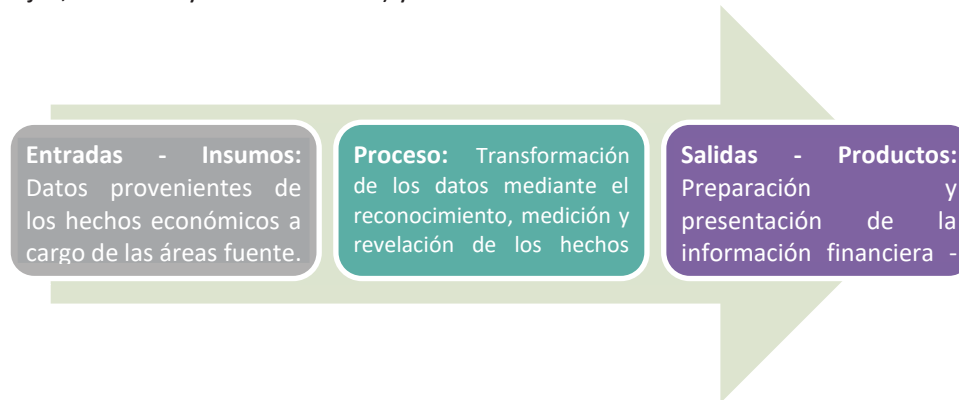 Entradas - Insumos:
Datos provenientes de
los hechos económicos a
cargo de las áreas fuente.
Proceso: Transformación
de los datos mediante el
reconocimiento, medición y
revelación de los hechos
Salidas - Productos:
Preparación y
presentación de la
información financiera -